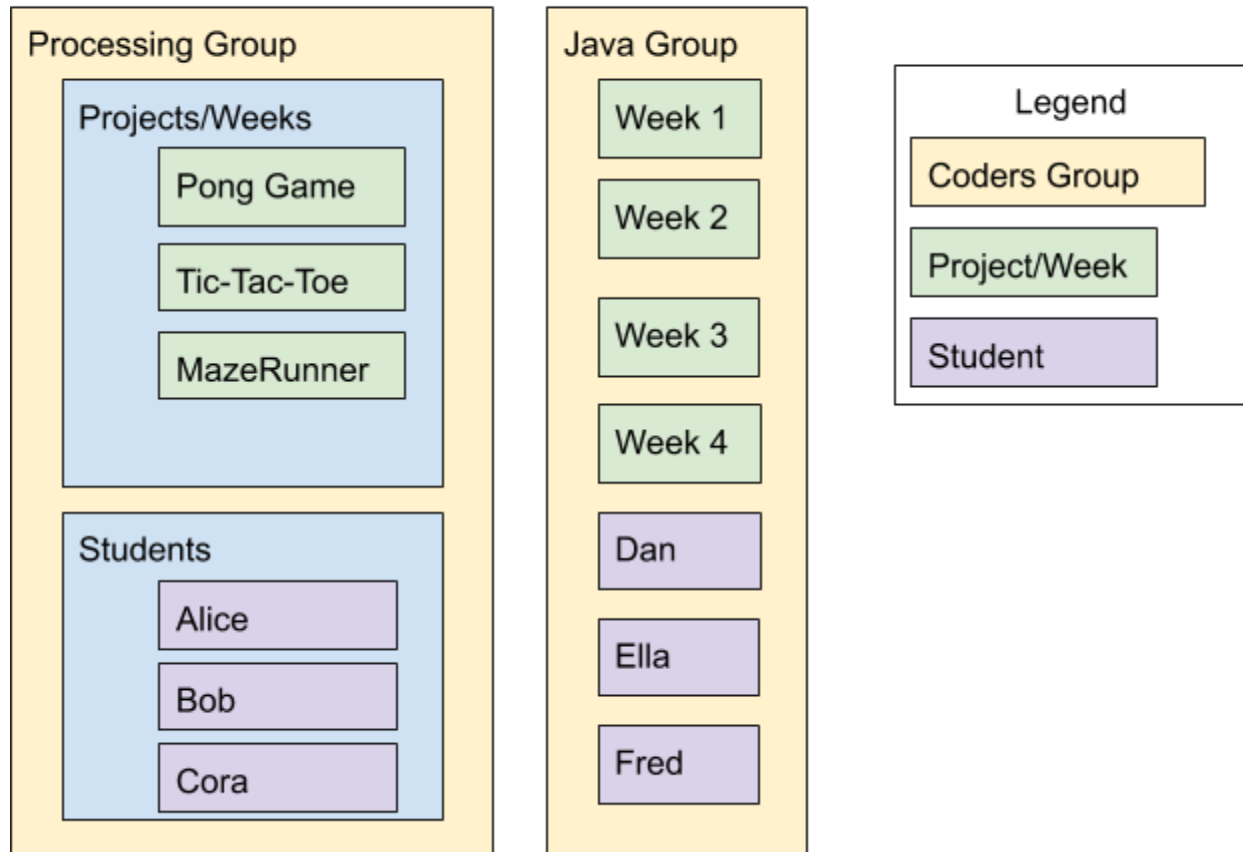 Processing Group
Projects/Weeks
Pong Game
Tic-Tac-Toe
MazeRunner
Students
Alice
Bob
Cora
Java Group
Week 1
Week 2
Week 3
Week 4
Dan
Ella
Fred
Legend
Coders Group
Project/Week
Student